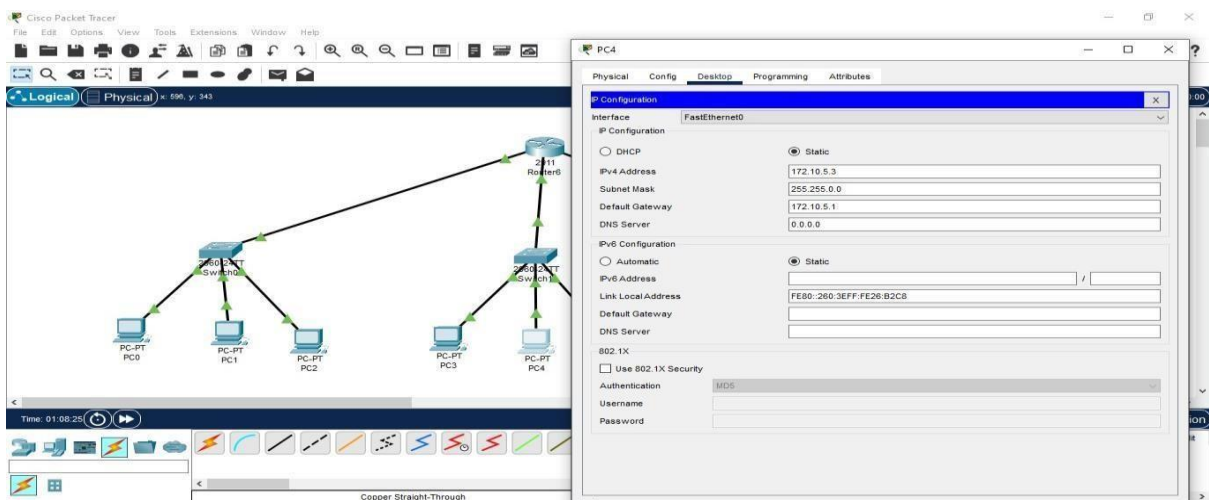 Cisco Packet Tracer
File Edit Options View Tools Extensions Window Help
Logical Physical x: 596, y: 343
2911
Router6
2960-24TT
Switch0
PC-PT
PC0
PC-PT
PC1
PC-PT
PC2
2960-24TT
PC-PT
PC3
PC-PT
PC4
Time: 01:08:25
Copper Straight-Through
PC4
Physical Config Desktop Programming Attributes
IP Configuration X
Interface FastEthernet0
IP Configuration
DHCP Static
IPv4 Address 172.10.5.3
Subnet Mask 255.255.0.0
Default Gateway 172.10.5.1
DNS Server 0.0.0.0
IPv6 Configuration
Automatic Static
IPv6 Address /
Link Local Address FE80::260:3EFF:FE26:B2C8
Default Gateway
DNS Server
802.1X
Use 802.1X Security
Authentication MD5
Username
Password